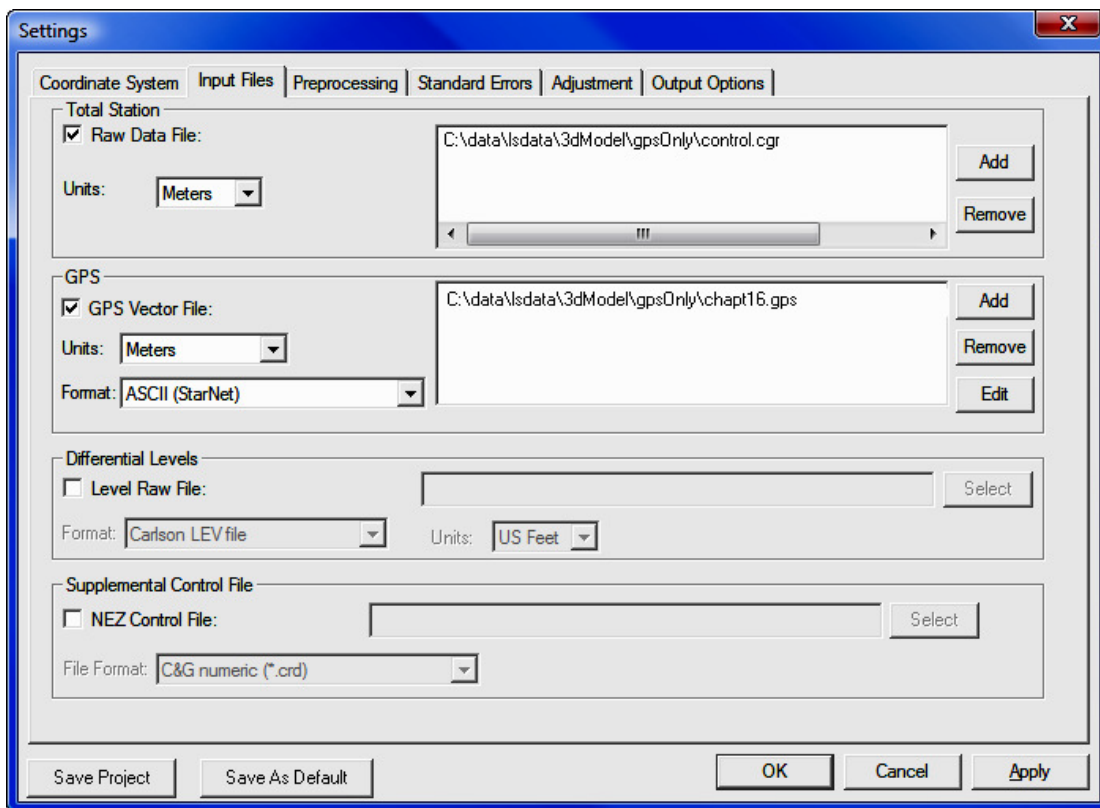 Settings
X
Coordinate System Input Files Preprocessing Standard Errors Adjustment Output Options
Total Station
Raw Data File:
C:\data\lsdata\3dModel\gpsOnly\control.cgr
Add
Units: Meters
Remove
GPS
GPS Vector File:
C:\data\lsdata\3dModel\gpsOnly\chapt16.gps
Add
Units: Meters
Remove
Format: ASCII (StarNet)
Edit
Differential Levels
Level Raw File:
Select
Format: Carlson LEV file Units: US Feet
Supplemental Control File
NEZ Control File:
Select
File Format: C&G numeric (*.crd)
Save Project Save As Default OK Cancel Apply